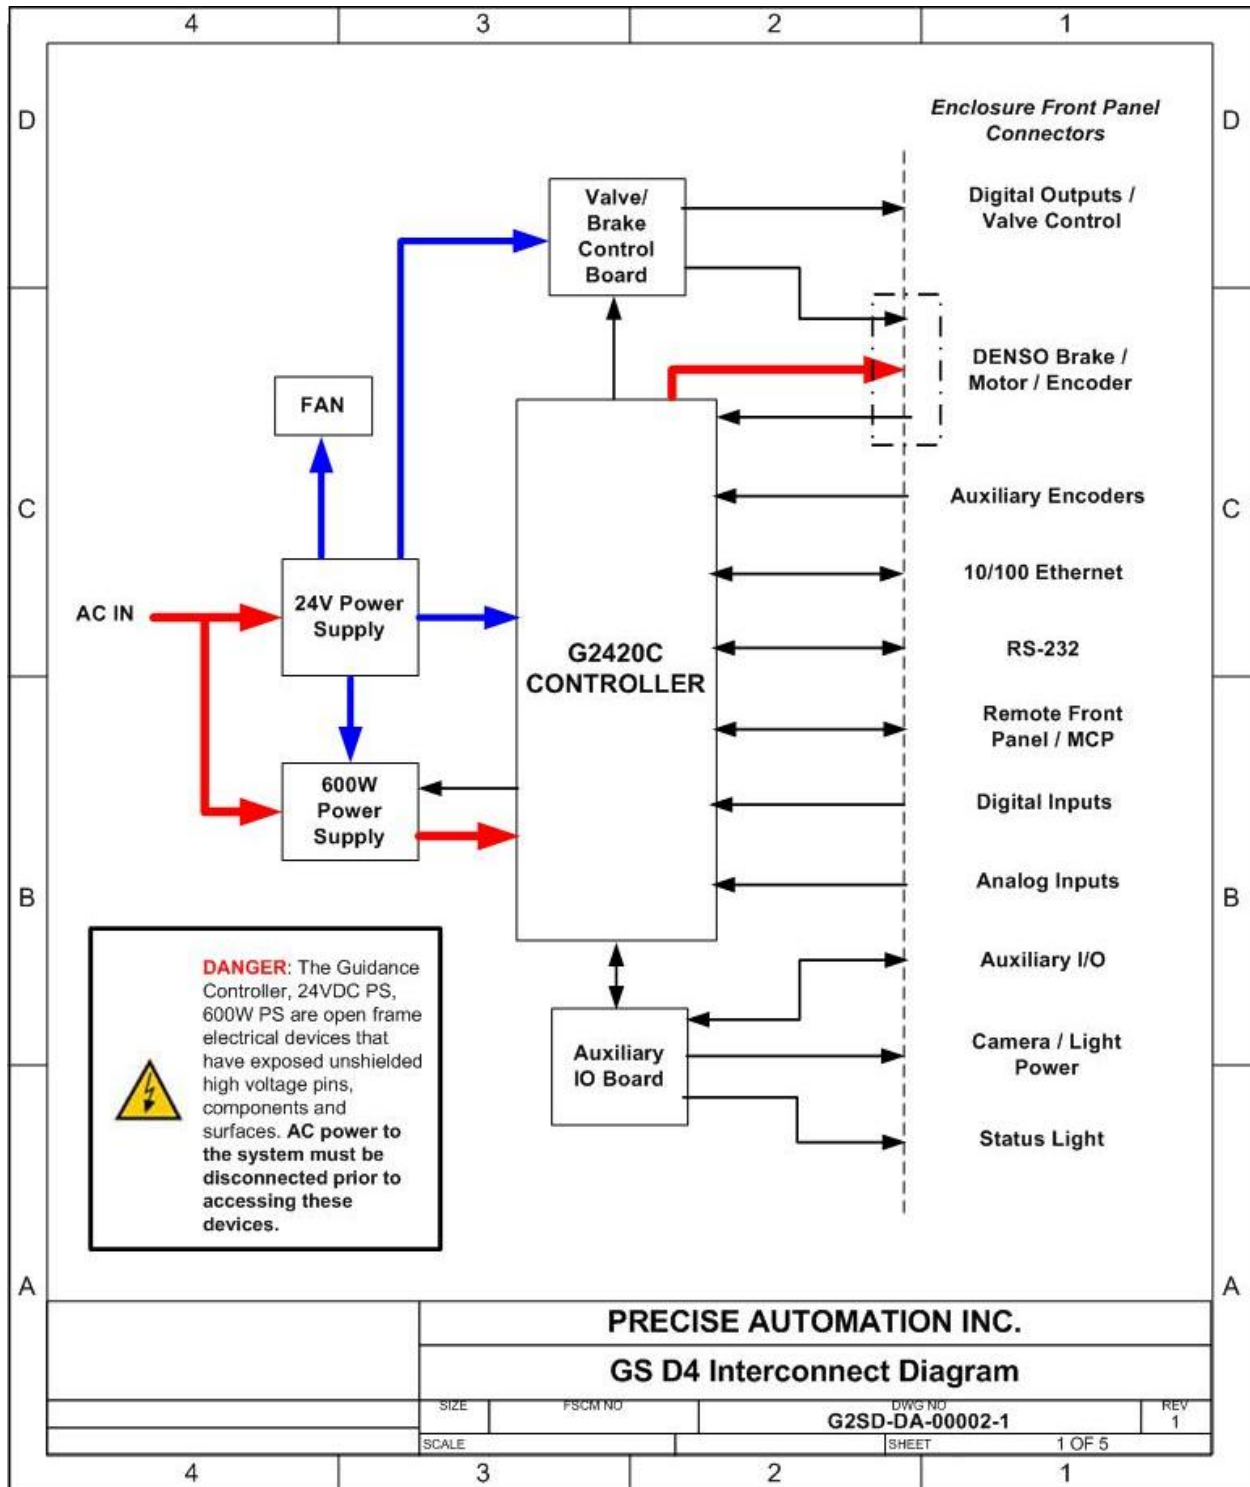 4 3 2 1
D D
Enclosure Front Panel
Connectors
Valve/
Brake
Control
Board
Digital Outputs /
Valve Control
DENSO Brake /
Motor / Encoder
FAN
C C
Auxiliary Encoders
10/100 Ethernet
AC IN
24V Power
Supply
G2420C
CONTROLLER
RS-232
Remote Front
Panel / MCP
600W
Power
Supply
Digital Inputs
Analog Inputs
B B
DANGER: The Guidance
Controller, 24VDC PS,
600W PS are open frame
electrical devices that
have exposed unshielded
high voltage pins,
components and
surfaces. AC power to
the system must be
disconnected prior to
accessing these
devices.
Auxiliary I/O
Auxiliary
IO Board
Camera / Light
Power
Status Light
A A
PRECISE AUTOMATION INC.
GS D4 Interconnect Diagram
SIZE FSCM NO DWG NO REV
G2SD-DA-00002-1 1
SCALE SHEET 1 OF 5
4 3 2 1